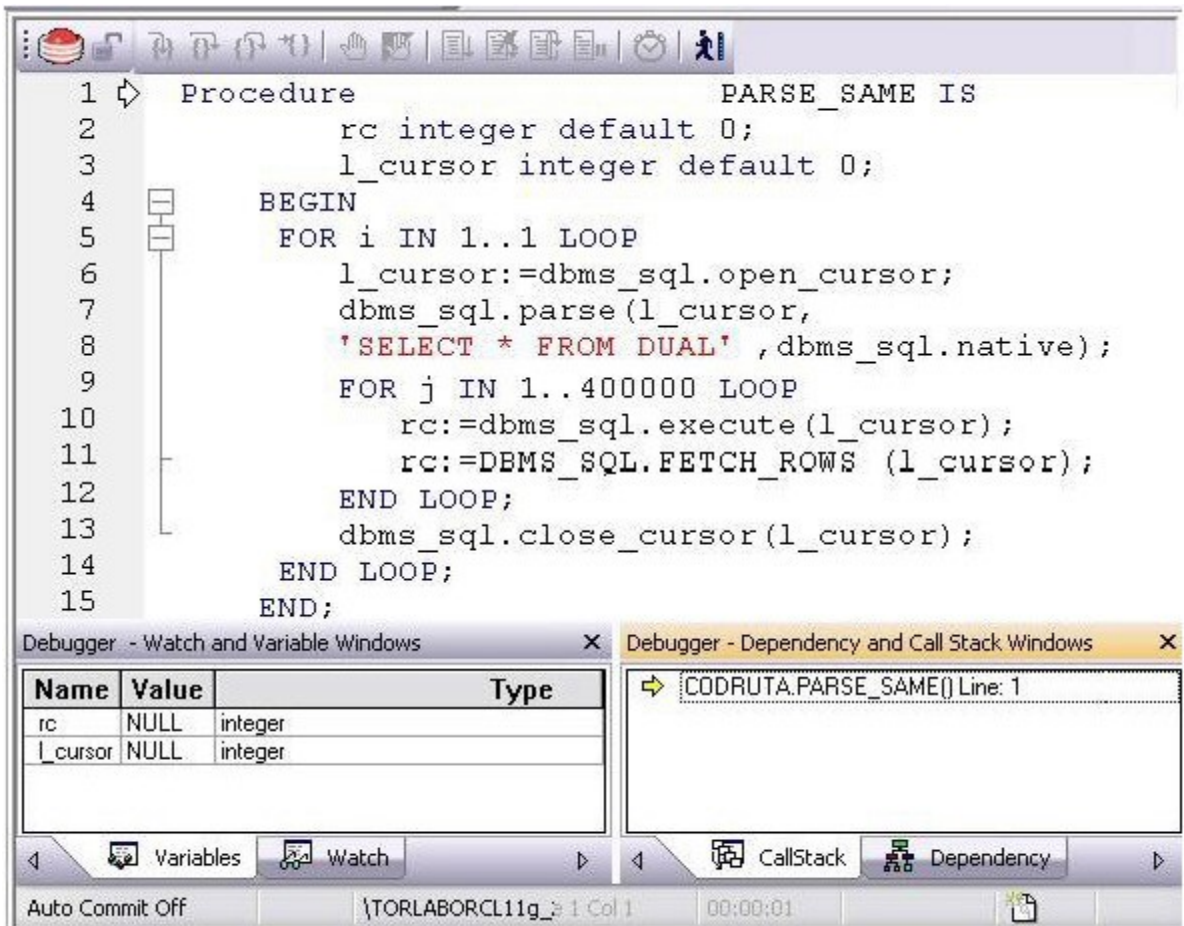 1 Procedure PARSE_SAME IS
2 rc integer default 0;
3 l_cursor integer default 0;
4 BEGIN
5 FOR i IN 1..1 LOOP
6 l_cursor:=dbms_sql.open_cursor;
7 dbms_sql.parse(l_cursor,
8 'SELECT * FROM DUAL' ,dbms_sql.native);
9 FOR j IN 1..400000 LOOP
10 rc:=dbms_sql.execute(l_cursor);
11 rc:=DBMS_SQL.FETCH_ROWS (l_cursor);
12 END LOOP;
13 dbms_sql.close_cursor(l_cursor);
14 END LOOP;
15 END;
Debugger - Watch and Variable Windows
Name Value Type
rc NULL integer
l_cursor NULL integer
Variables Watch
Debugger - Dependency and Call Stack Windows
CODRUTA.PARSE_SAME() Line: 1
CallStack Dependency
Auto Commit Off \TORLABORCL11g_ 1 Col 1 00:00:01